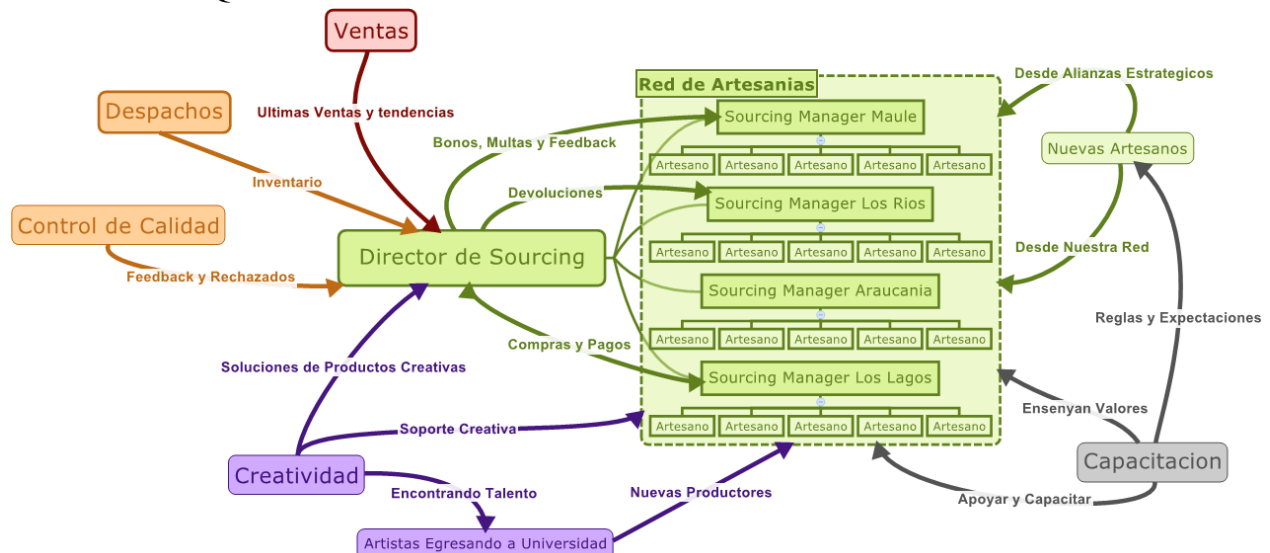 Ventas
Despachos
Ultimas Ventas y tendencias
Inventario
Control de Calidad
Feedback y Rechazados
Director de Sourcing
Bonos, Multas y Feedback
Devoluciones
Compras y Pagos
Red de Artesanias
Sourcing Manager Maule
Artesano Artesano Artesano Artesano Artesano
Sourcing Manager Los Rios
Artesano Artesano Artesano Artesano Artesano
Sourcing Manager Araucania
Artesano Artesano Artesano Artesano Artesano
Sourcing Manager Los Lagos
Artesano Artesano Artesano Artesano Artesano
Desde Alianzas Estrategicos
Nuevas Artesanos
Desde Nuestra Red
Reglas y Expectaciones
Ensenyan Valores
Capacitacion
Apoyar y Capacitar
Soluciones de Productos Creativas
Soporte Creativa
Creatividad
Encontrando Talento
Nuevas Productores
Artistas Egresando a Universidad